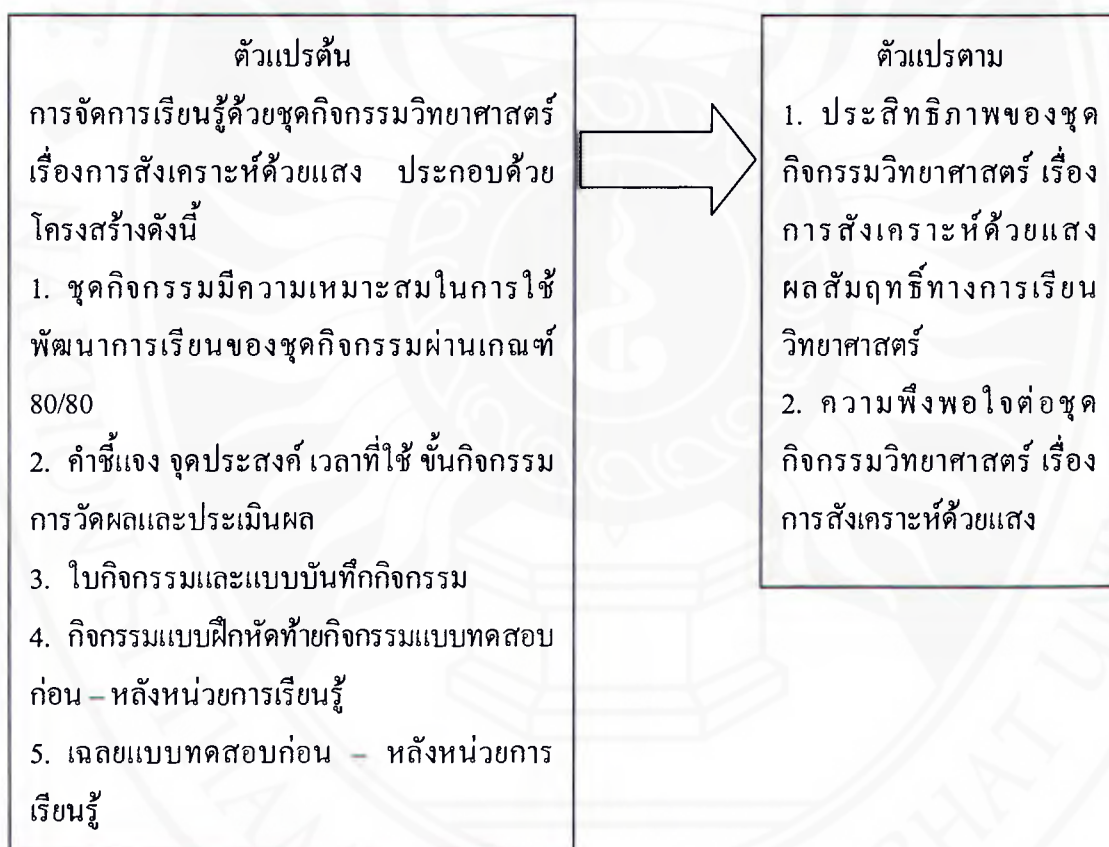 ตัวแปรต้น
การจัดการเรียนรู้ด้วยชุดกิจกรรมวิทยาศาสตร์
เรื่องการสังเคราะห์ด้วยแสง ประกอบด้วย
โครงสร้างดังนี้
1. ชุดกิจกรรมมีความเหมาะสมในการใช้
พัฒนาการเรียนของชุดกิจกรรมผ่านเกณฑ์
80/80
2. คำชี้แจง จุดประสงค์ เวลาที่ใช้ ขั้นกิจกรรม
การวัดผลและประเมินผล
3. ใบกิจกรรมและแบบบันทึกกิจกรรม
4. กิจกรรมแบบฝึกหัดท้ายกิจกรรมแบบทดสอบ
ก่อน – หลังหน่วยการเรียนรู้
5. เฉลยแบบทดสอบก่อน – หลังหน่วยการ
เรียนรู้
ตัวแปรตาม
1. ประสิทธิภาพของชุด
กิจกรรมวิทยาศาสตร์ เรื่อง
การสังเคราะห์ด้วยแสง
ผลสัมฤทธิ์ทางการเรียน
วิทยาศาสตร์
2. ความพึงพอใจต่อชุด
กิจกรรมวิทยาศาสตร์ เรื่อง
การสังเคราะห์ด้วยแสง